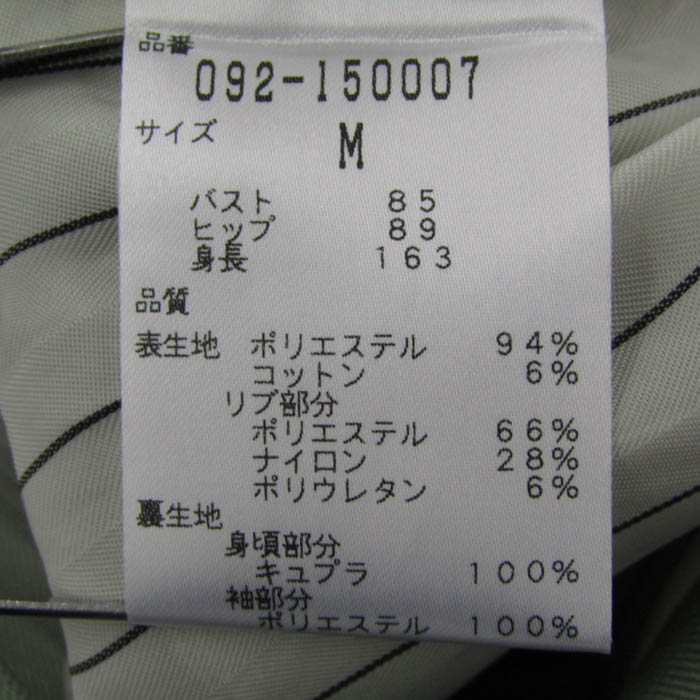 品番
092-150007
サイズ M
バスト 85
ヒップ 89
身長 163
品質
表生地 ポリエステル 94%
コットン 6%
リブ部分
ポリエステル 66%
ナイロン 28%
ポリウレタン 6%
裏生地
身頃部分
キュプラ 100%
袖部分
ポリエステル 100%